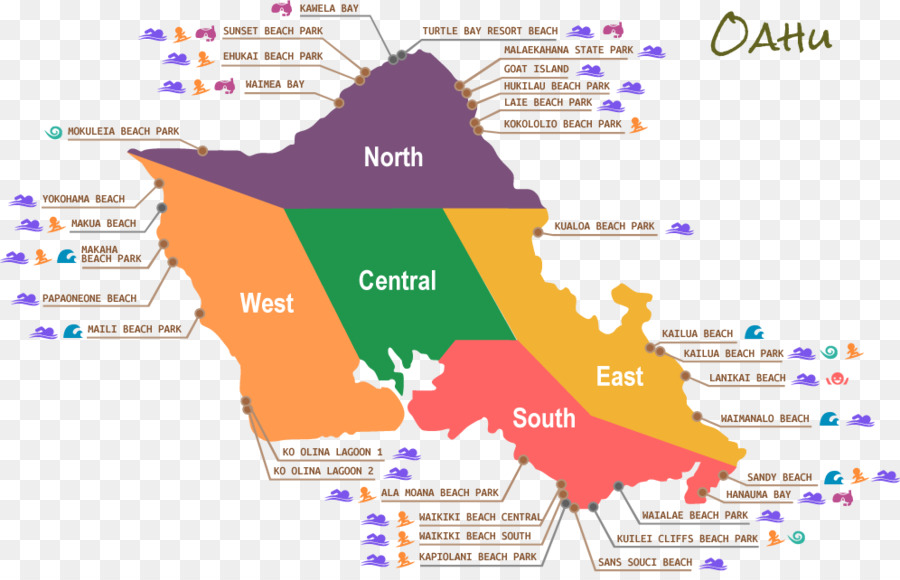 KAWELA BAY
SUNSET BEACH PARK
TURTLE BAY RESORT BEACH
OAHU
EHUKAI BEACH PARK
MALAEKAHANA STATE PARK
GOAT ISLAND
WAIMEA BAY
HUKILAU BEACH PARK
LAIE BEACH PARK
KOKOLOLIO BEACH PARK
MOKULEIA BEACH PARK
North
YOKOHAMA BEACH
MAKUA BEACH
KUALOA BEACH PARK
MAKAHA
BEACH PARK
Central
PAPAONEONE BEACH
West
MAILI BEACH PARK
KAILUA BEACH
KAILUA BEACH PARK
East
LANIKAI BEACH
South
WAIMANALO BEACH
KO OLINA LAGOON 1
KO OLINA LAGOON 2
SANDY BEACH
ALA MOANA BEACH PARK
HANAUMA BAY
WAIKIKI BEACH CENTRAL
WAIALAE BEACH PARK
WAIKIKI BEACH SOUTH
KUILEI CLIFFS BEACH PARK
KAPIOLANI BEACH PARK
SANS SOUCI BEACH